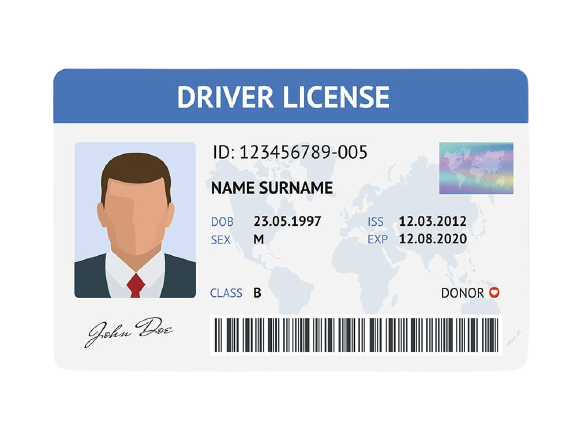 DRIVER LICENSE
ID: 123456789-005
NAME SURNAME
DOB 23.05.1997 ISS 12.03.2012
SEX M EXP 12.08.2020
CLASS B DONOR
John Doe